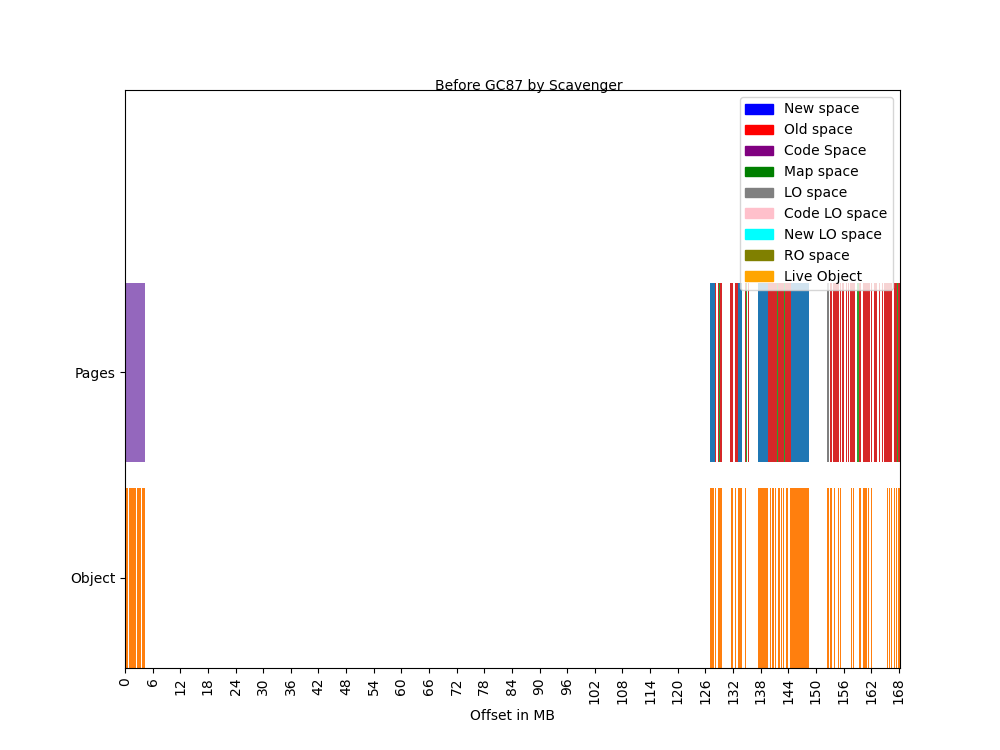 Before GC87 by Scavenger
New space
Old space
Code Space
Map space
LO space
Code LO space
New LO space
RO space
Live Object
Pages
Object
0 6 12 18 24 30 36 42 48 54 60 66 72 78 84 90 96 102 108 114 120 126 132 138 144 150 156 162 168
Offset in MB